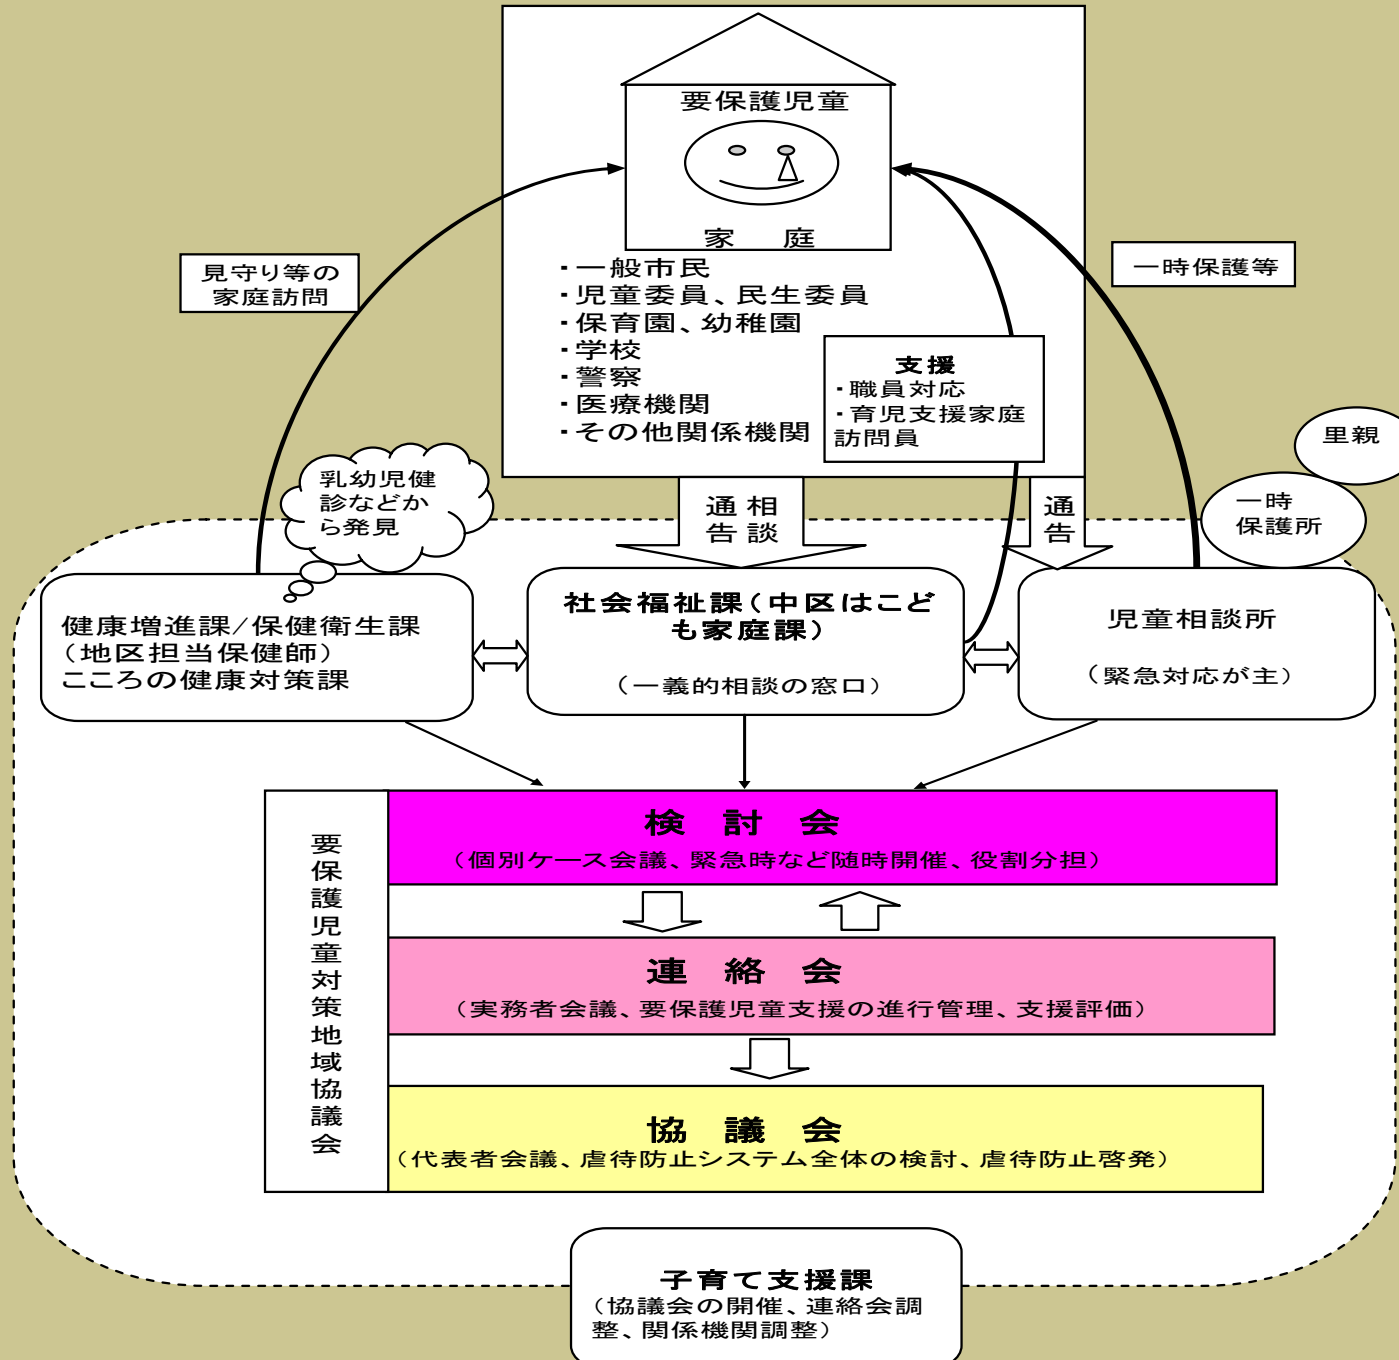 要保護児童
家　庭
・一般市民
・児童委員、民生委員
・保育園、幼稚園
・学校
・警察
・医療機関
・その他関係機関
見守り等の
家庭訪問
一時保護等
支援
・職員対応
・育児支援家庭
訪問員
里親
一時
保護所
乳幼児健
診などか
ら発見
相談
通告
通告
健康増進課/保健衛生課
（地区担当保健師）
こころの健康対策課
社会福祉課（中区はこど
も家庭課）
（一義的相談の窓口）
児童相談所
（緊急対応が主）
要保護児童対策地域協議会
検　討　会
（個別ケース会議、緊急時など随時開催、役割分担）
連　絡　会
（実務者会議、要保護児童支援の進行管理、支援評価）
協　議　会
（代表者会議、虐待防止システム全体の検討、虐待防止啓発）
子育て支援課
（協議会の開催、連絡会調
整、関係機関調整）